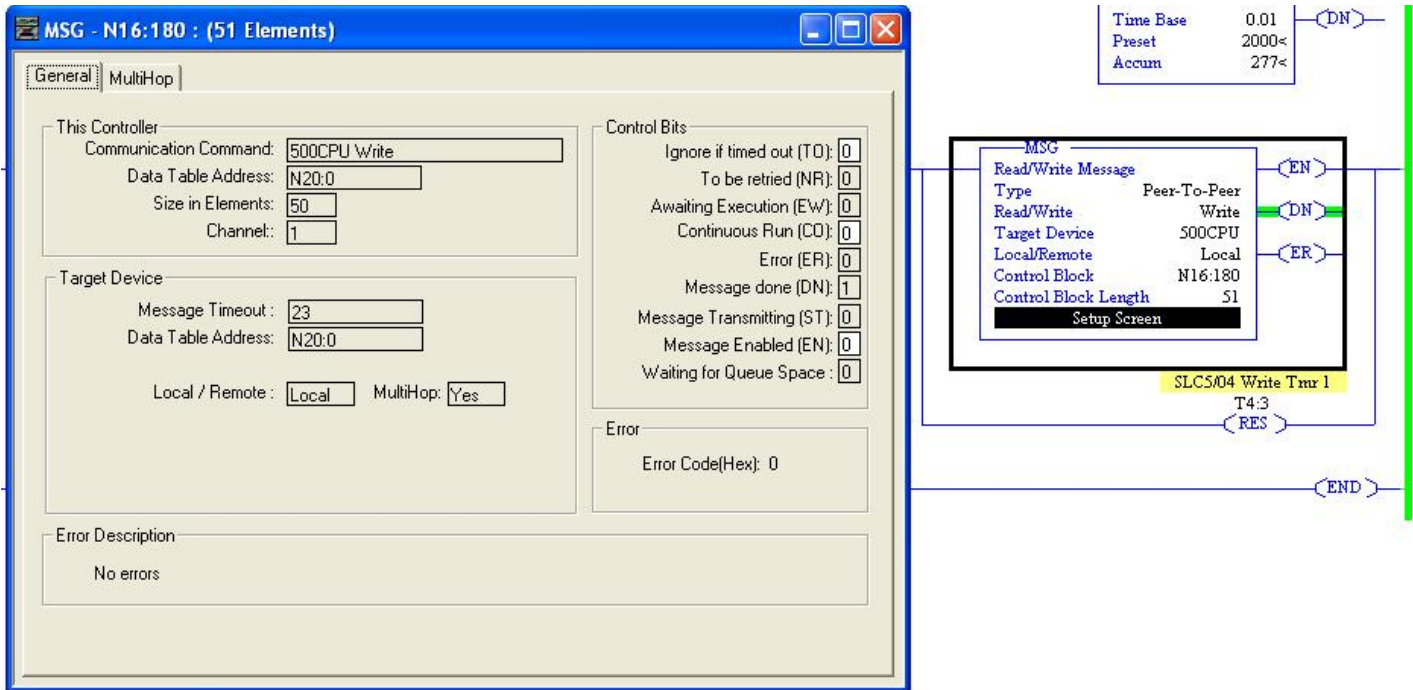 MSG - N16:180 : (51 Elements)
General
MultiHop
This Controller
Communication Command: 500CPU Write
Data Table Address: N20:0
Size in Elements: 50
Channel:: 1
Target Device
Message Timeout : 23
Data Table Address: N20:0
Local / Remote : Local MultiHop: Yes
Control Bits
Ignore if timed out (TO): 0
To be retried (NR): 0
Awaiting Execution (EW): 0
Continuous Run (CO): 0
Error (ER): 0
Message done (DN): 1
Message Transmitting (ST): 0
Message Enabled (EN): 0
Waiting for Queue Space : 0
Error
Error Code(Hex): 0
Error Description
No errors
Time Base 0.01
DN
Preset 2000<
Accum 277<
MSG
Read/Write Message
EN
Type Peer-To-Peer
Read/Write Write
DN
Target Device 500CPU
Local/Remote Local
ER
Control Block N16:180
Control Block Length 51
Setup Screen
SLC5/04 Write Tmr 1
T4:3
RES
END